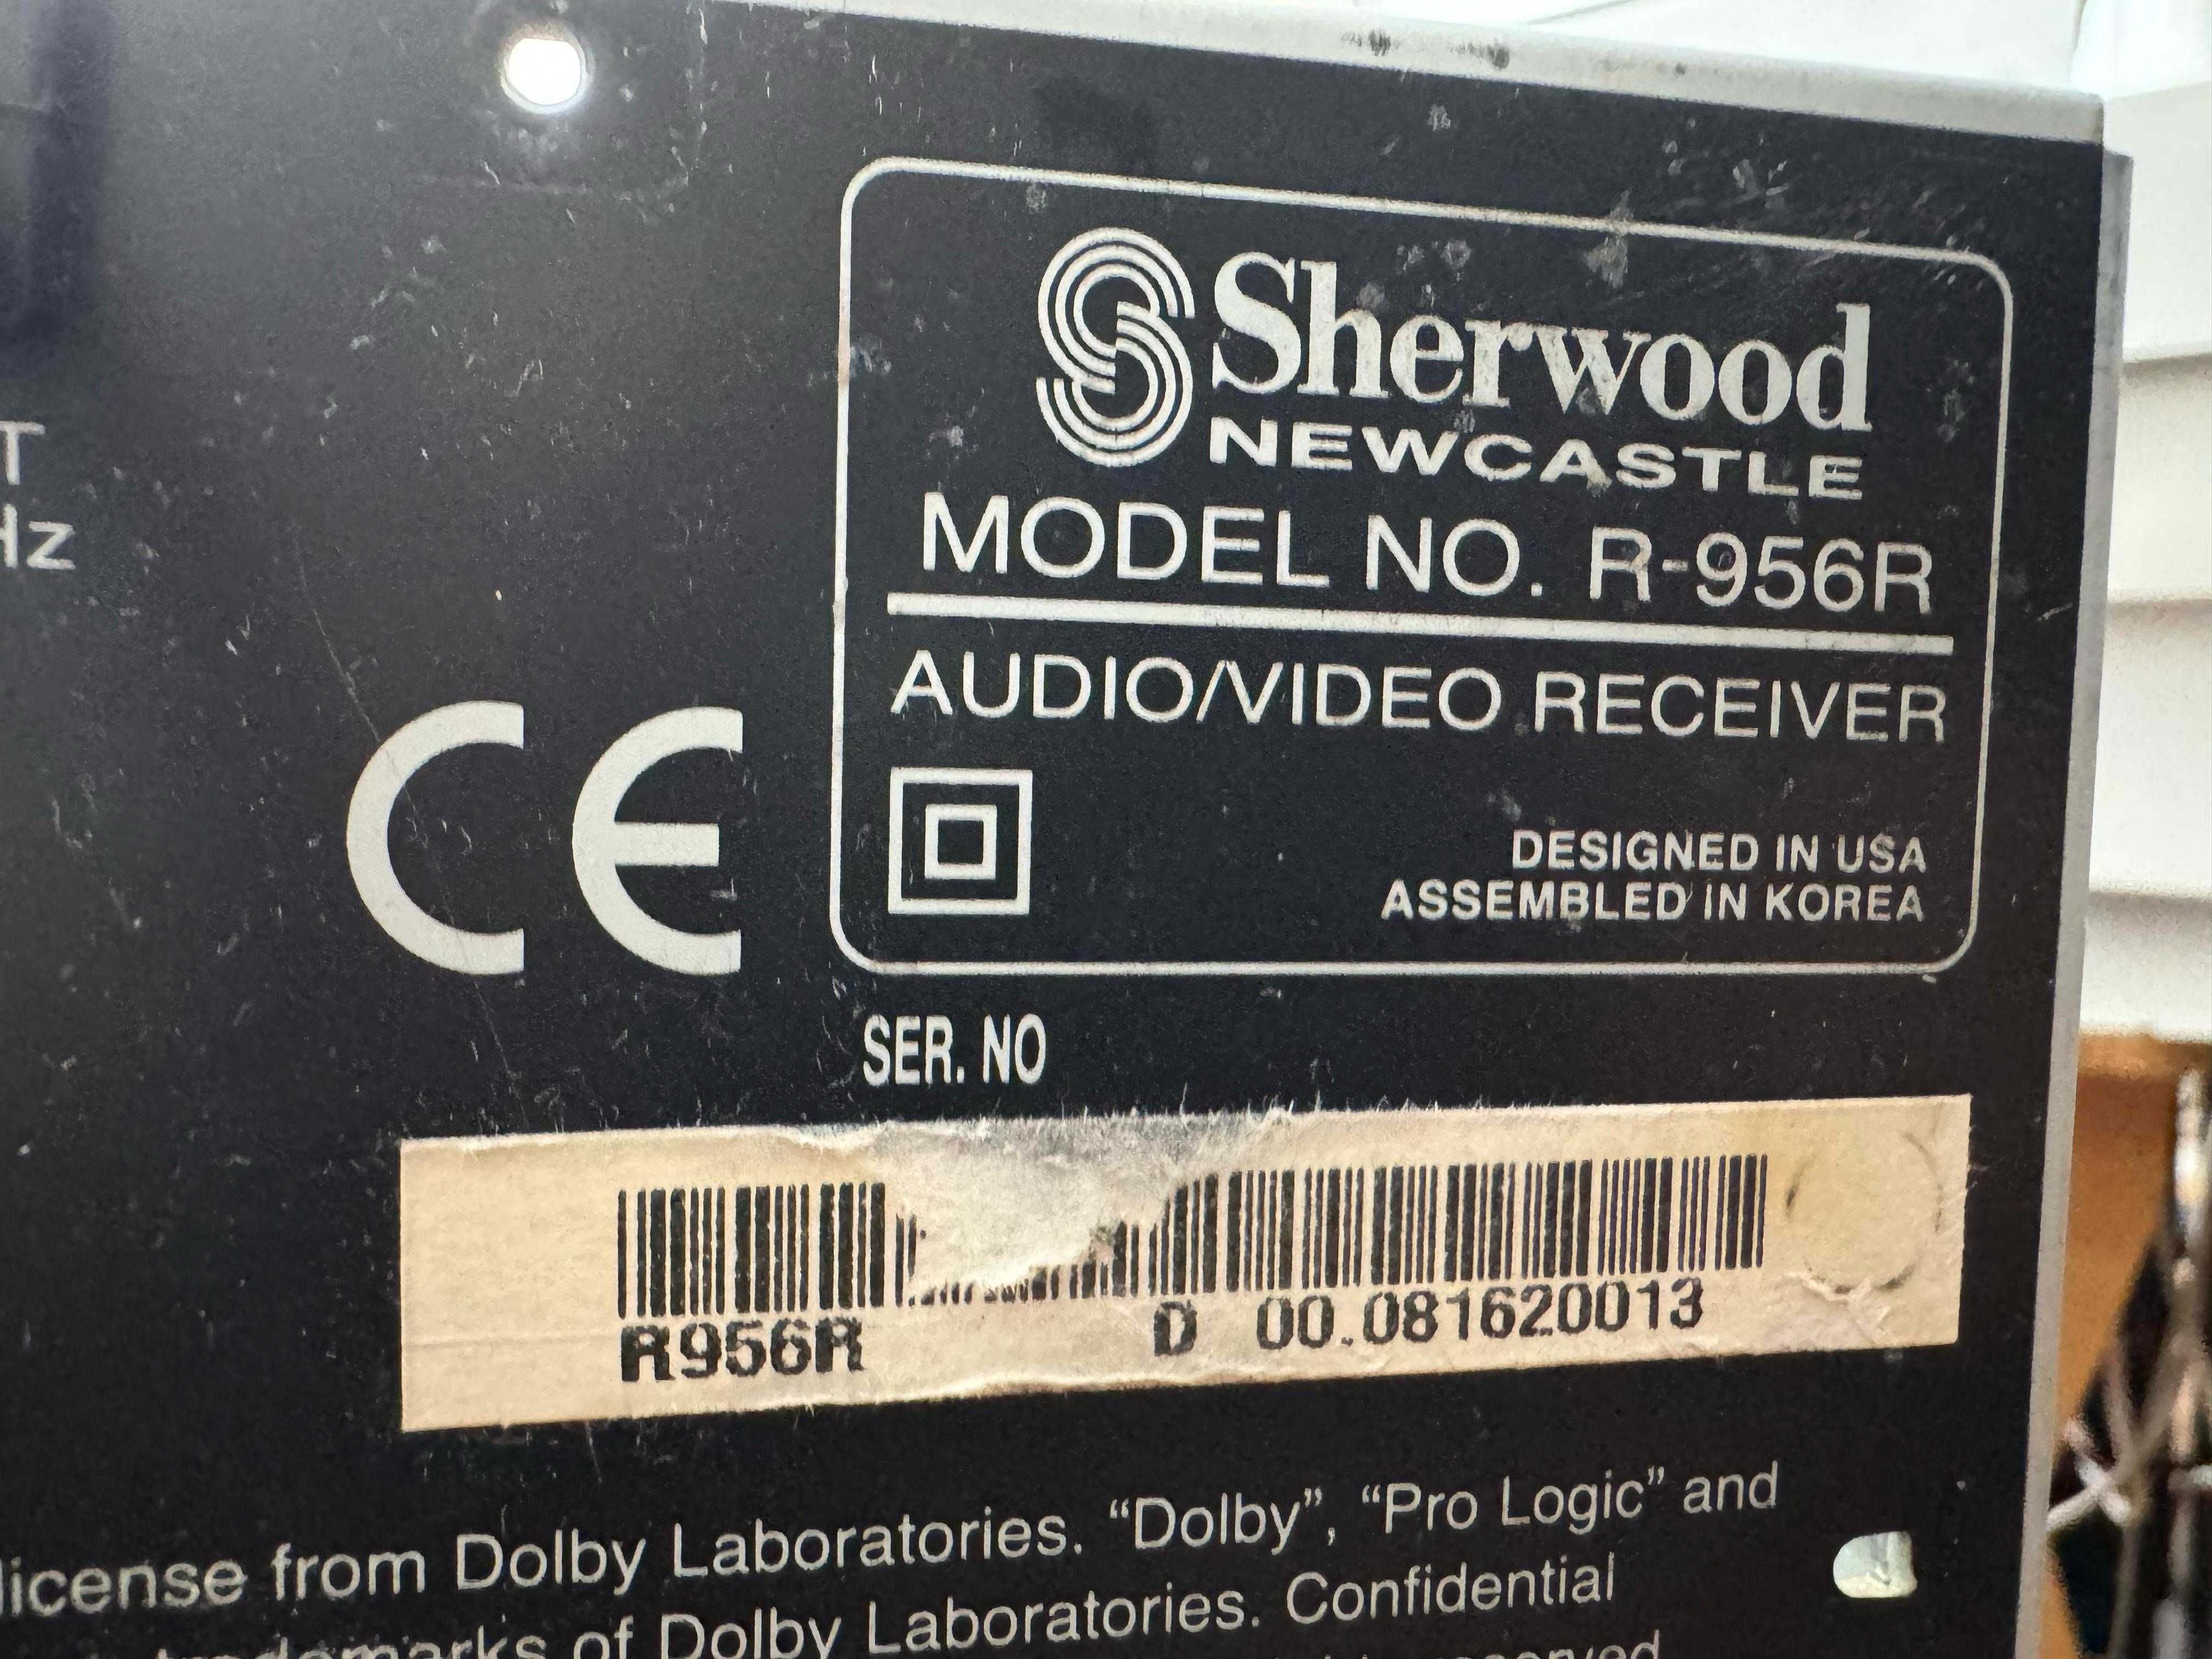 T
Hz
Sherwood
NEWCASTLE
MODEL NO. R-956R
AUDIO/VIDEO RECEIVER
DESIGNED IN USA
ASSEMBLED IN KOREA
CE
SER. NO
R956R D 00.081620013
license from Dolby Laboratories. “Dolby”, “Pro Logic” and
trademarks of Dolby Laboratories. Confidential
reserved